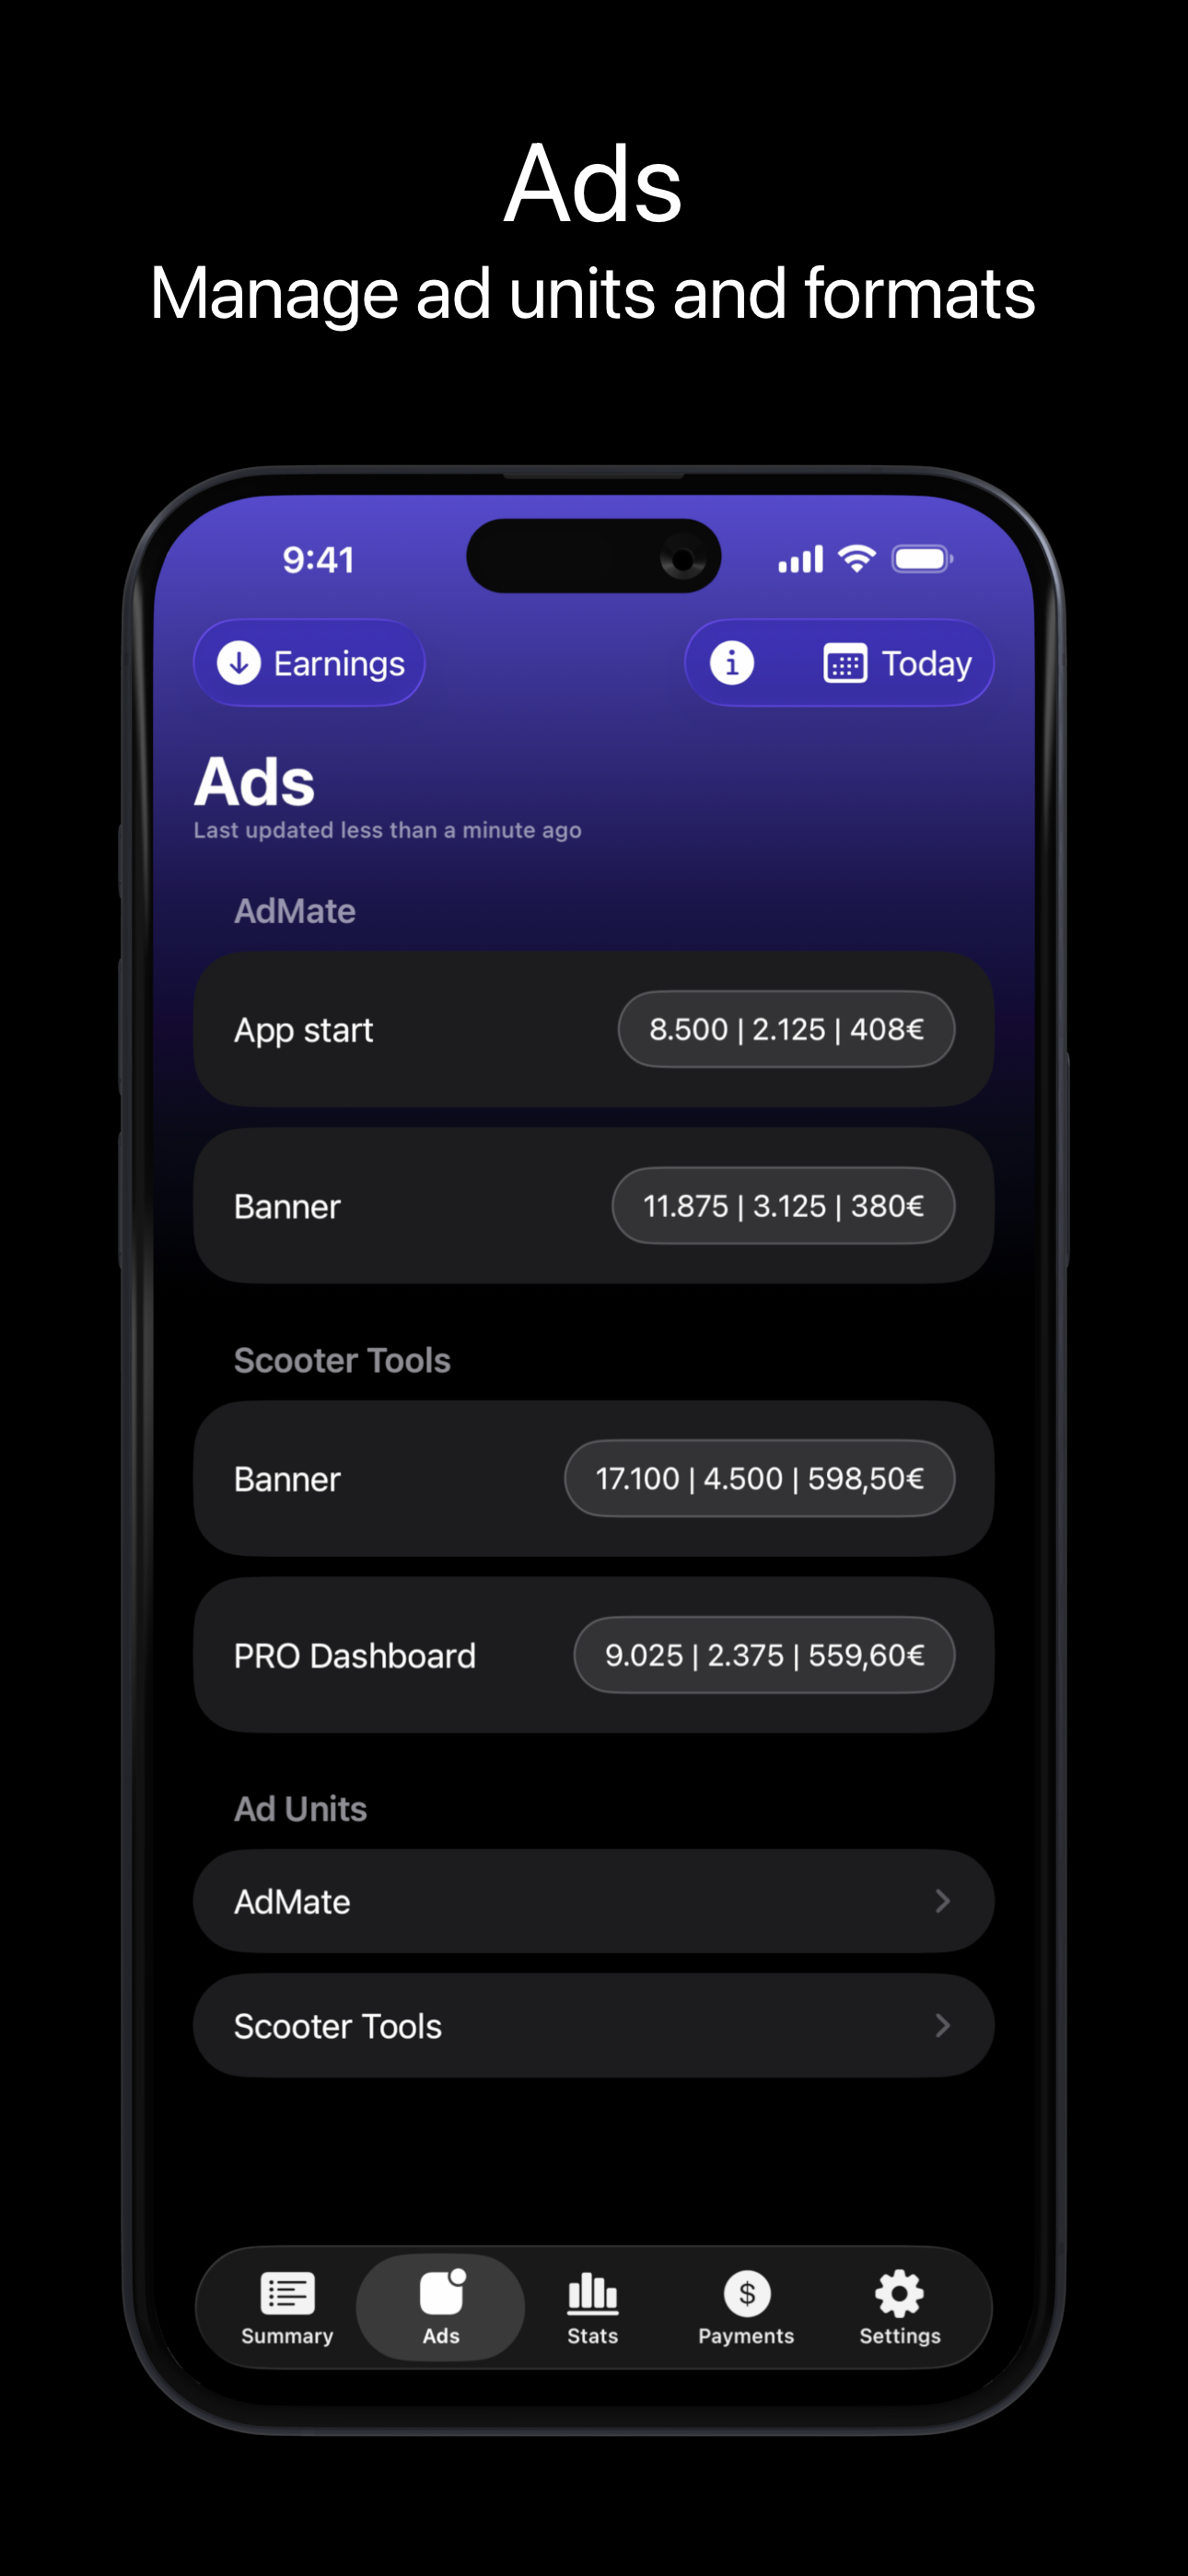 Ads
Manage ad units and formats
9:41
Earnings
Today
Ads
Last updated less than a minute ago
AdMate
App start
8.500 | 2.125 | 408€
Banner
11.875 | 3.125 | 380€
Scooter Tools
Banner
17.100 | 4.500 | 598,50€
PRO Dashboard
9.025 | 2.375 | 559,60€
Ad Units
AdMate
Scooter Tools
Summary
Ads
Stats
Payments
Settings